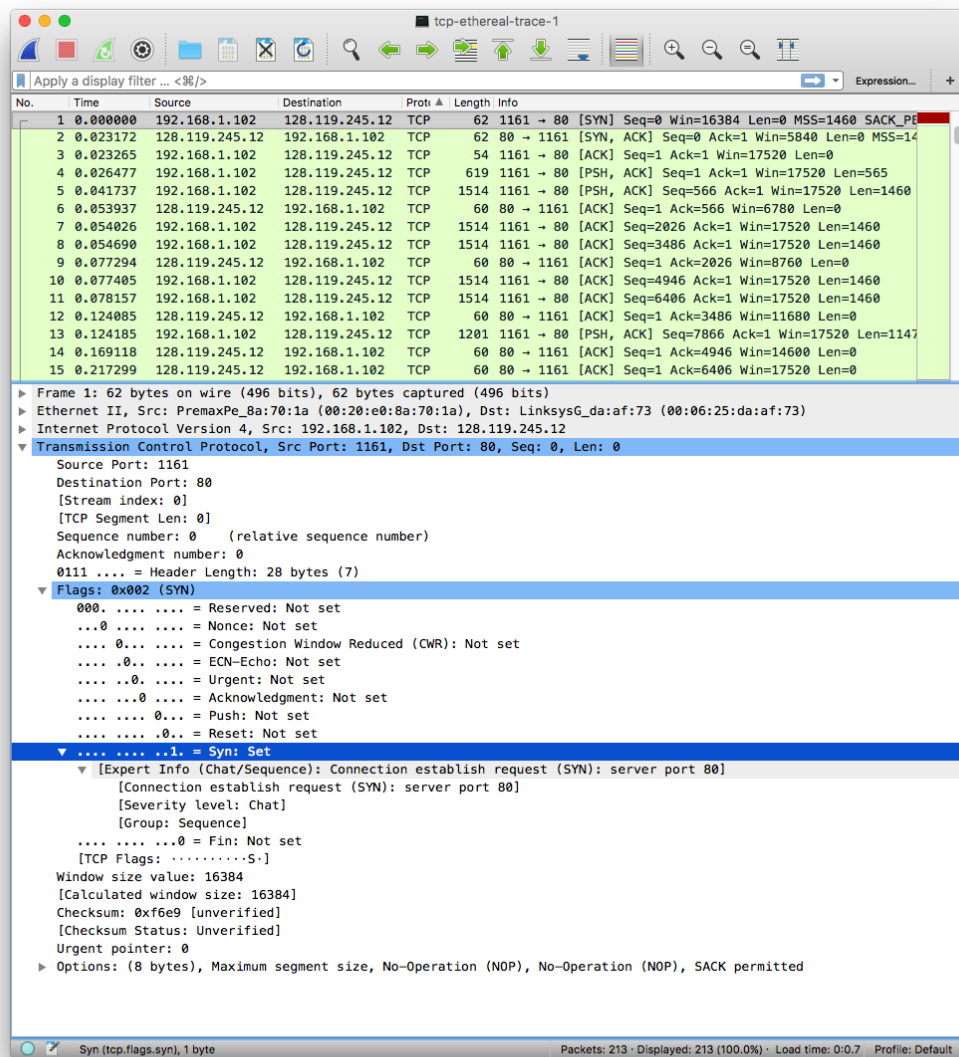 tcp-ethereal-trace-1
Apply a display filter ... <⌘/>
Expression... +
No. Time Source Destination Protc ▲ Length Info
1 0.000000 192.168.1.102 128.119.245.12 TCP 62 1161 → 80 [SYN] Seq=0 Win=16384 Len=0 MSS=1460 SACK_PE
2 0.023172 128.119.245.12 192.168.1.102 TCP 62 80 → 1161 [SYN, ACK] Seq=0 Ack=1 Win=5840 Len=0 MSS=14
3 0.023265 192.168.1.102 128.119.245.12 TCP 54 1161 → 80 [ACK] Seq=1 Ack=1 Win=17520 Len=0
4 0.026477 192.168.1.102 128.119.245.12 TCP 619 1161 → 80 [PSH, ACK] Seq=1 Ack=1 Win=17520 Len=565
5 0.041737 192.168.1.102 128.119.245.12 TCP 1514 1161 → 80 [PSH, ACK] Seq=566 Ack=1 Win=17520 Len=1460
6 0.053937 128.119.245.12 192.168.1.102 TCP 60 80 → 1161 [ACK] Seq=1 Ack=566 Win=6780 Len=0
7 0.054026 192.168.1.102 128.119.245.12 TCP 1514 1161 → 80 [ACK] Seq=2026 Ack=1 Win=17520 Len=1460
8 0.054690 192.168.1.102 128.119.245.12 TCP 1514 1161 → 80 [ACK] Seq=3486 Ack=1 Win=17520 Len=1460
9 0.077294 128.119.245.12 192.168.1.102 TCP 60 80 → 1161 [ACK] Seq=1 Ack=2026 Win=8760 Len=0
10 0.077405 192.168.1.102 128.119.245.12 TCP 1514 1161 → 80 [ACK] Seq=4946 Ack=1 Win=17520 Len=1460
11 0.078157 192.168.1.102 128.119.245.12 TCP 1514 1161 → 80 [ACK] Seq=6406 Ack=1 Win=17520 Len=1460
12 0.124085 128.119.245.12 192.168.1.102 TCP 60 80 → 1161 [ACK] Seq=1 Ack=3486 Win=11680 Len=0
13 0.124185 192.168.1.102 128.119.245.12 TCP 1201 1161 → 80 [PSH, ACK] Seq=7866 Ack=1 Win=17520 Len=1147
14 0.169118 128.119.245.12 192.168.1.102 TCP 60 80 → 1161 [ACK] Seq=1 Ack=4946 Win=14600 Len=0
15 0.217299 128.119.245.12 192.168.1.102 TCP 60 80 → 1161 [ACK] Seq=1 Ack=6406 Win=17520 Len=0
Frame 1: 62 bytes on wire (496 bits), 62 bytes captured (496 bits)
Ethernet II, Src: PremaxPe_8a:70:1a (00:20:e0:8a:70:1a), Dst: LinksysG_da:af:73 (00:06:25:da:af:73)
Internet Protocol Version 4, Src: 192.168.1.102, Dst: 128.119.245.12
Transmission Control Protocol, Src Port: 1161, Dst Port: 80, Seq: 0, Len: 0
Source Port: 1161
Destination Port: 80
[Stream index: 0]
[TCP Segment Len: 0]
Sequence number: 0 (relative sequence number)
Acknowledgment number: 0
0111 .... = Header Length: 28 bytes (7)
Flags: 0x002 (SYN)
000. .... .... = Reserved: Not set
...0 .... .... = Nonce: Not set
.... 0... .... = Congestion Window Reduced (CWR): Not set
.... .0.. .... = ECN-Echo: Not set
.... ..0. .... = Urgent: Not set
.... ...0 .... = Acknowledgment: Not set
.... .... 0... = Push: Not set
.... .... .0.. = Reset: Not set
.... .... ..1. = Syn: Set
[Expert Info (Chat/Sequence): Connection establish request (SYN): server port 80]
[Connection establish request (SYN): server port 80]
[Severity level: Chat]
[Group: Sequence]
.... .... ...0 = Fin: Not set
[TCP Flags: ··········S·]
Window size value: 16384
[Calculated window size: 16384]
Checksum: 0xf6e9 [unverified]
[Checksum Status: Unverified]
Urgent pointer: 0
Options: (8 bytes), Maximum segment size, No-Operation (NOP), No-Operation (NOP), SACK permitted
Syn (tcp.flags.syn), 1 byte Packets: 213 · Displayed: 213 (100.0%) · Load time: 0:0.7 Profile: Default